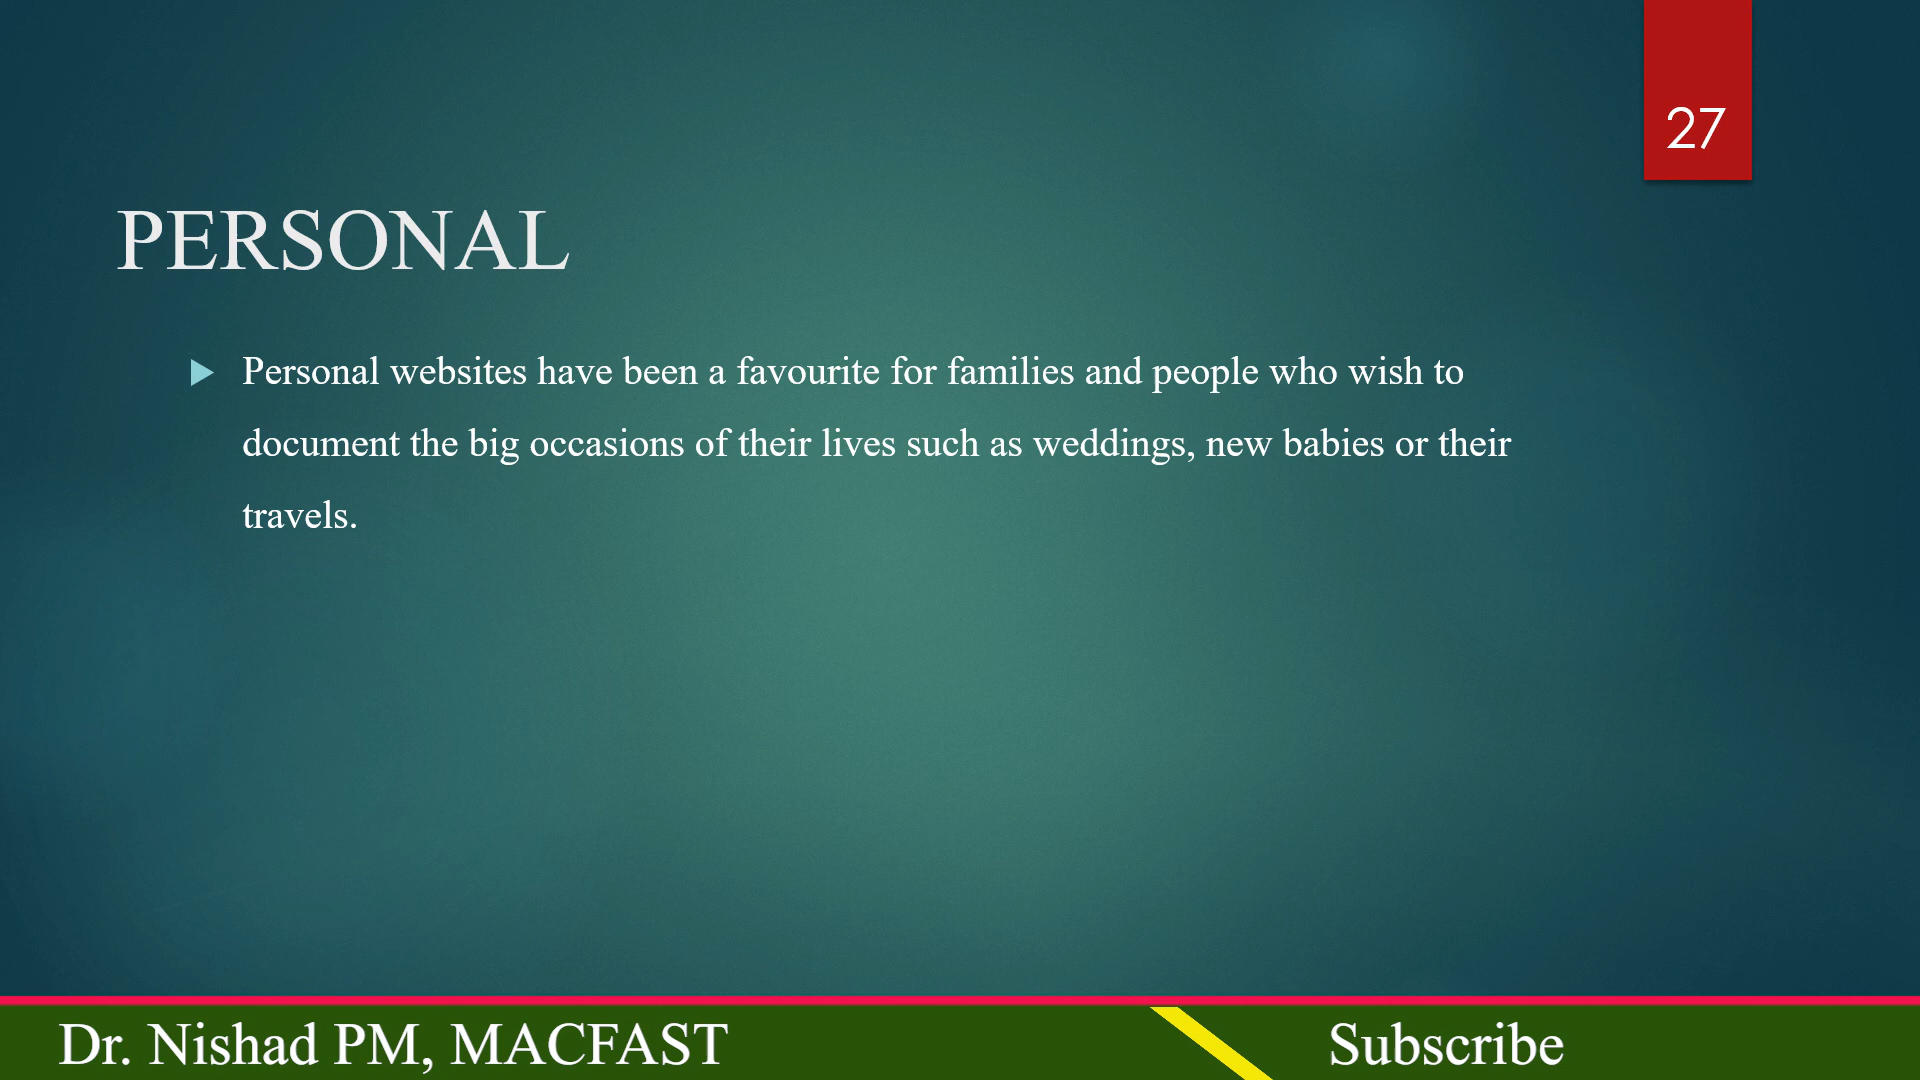 27
PERSONAL
Personal websites have been a favourite for families and people who wish to
document the big occasions of their lives such as weddings, new babies or their
travels.
Dr. Nishad PM, MACFAST
Subscribe